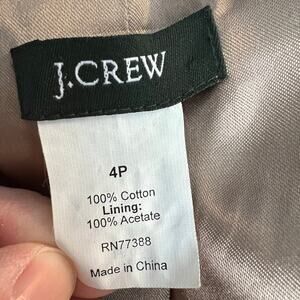 J.CREW
4P
100% Cotton
Lining:
100% Acetate
RN77388
Made in China